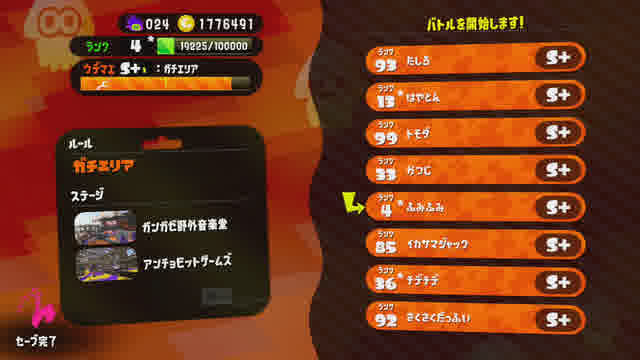 024 1776491
ランク 4* 19225/100000
ウデマエ S+ :ガチエリア
ルール
ガチエリア
ステージ
ガンガゼ野外音楽堂
アンチョビットゲームズ
セーブ完了
バトルを開始します!
ランク 93 たしろ S+
ランク 13* はやとん S+
ランク 99 トモダ S+
ランク 33 かつじ S+
ランク 4* ふみふみ S+
ランク 85 イカサマジャック S+
ランク 36* チデチデ S+
ランク 92 さくさくだっふぃ S+